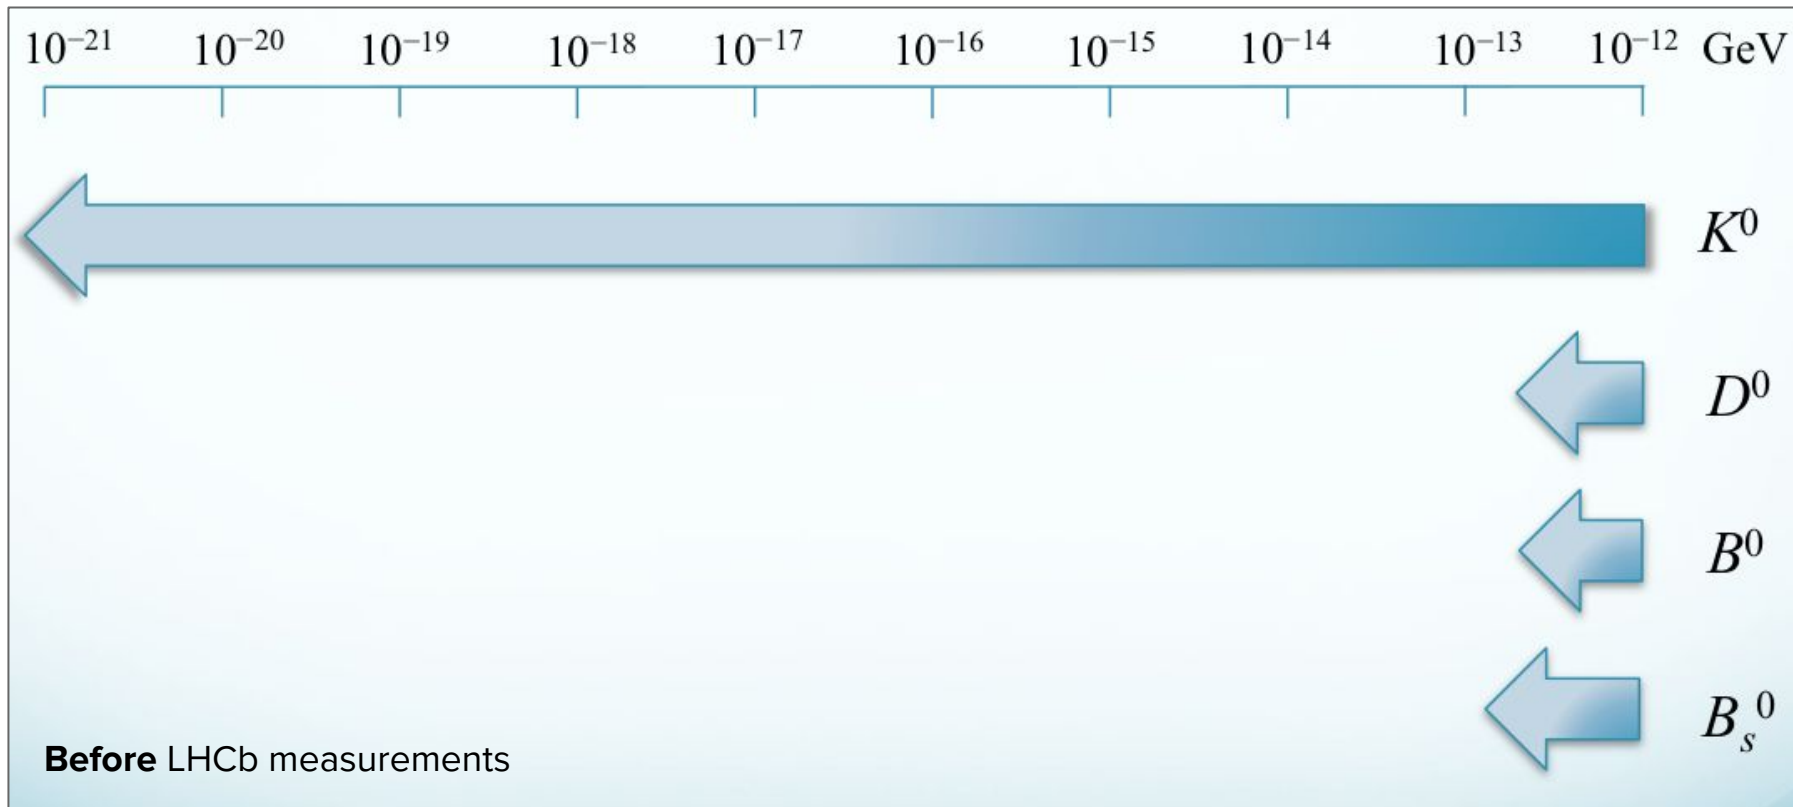 10⁻²¹ 10⁻²⁰ 10⁻¹⁹ 10⁻¹⁸ 10⁻¹⁷ 10⁻¹⁶ 10⁻¹⁵ 10⁻¹⁴ 10⁻¹³ 10⁻¹² GeV
K⁰
D⁰
B⁰
Bₛ⁰
Before LHCb measurements